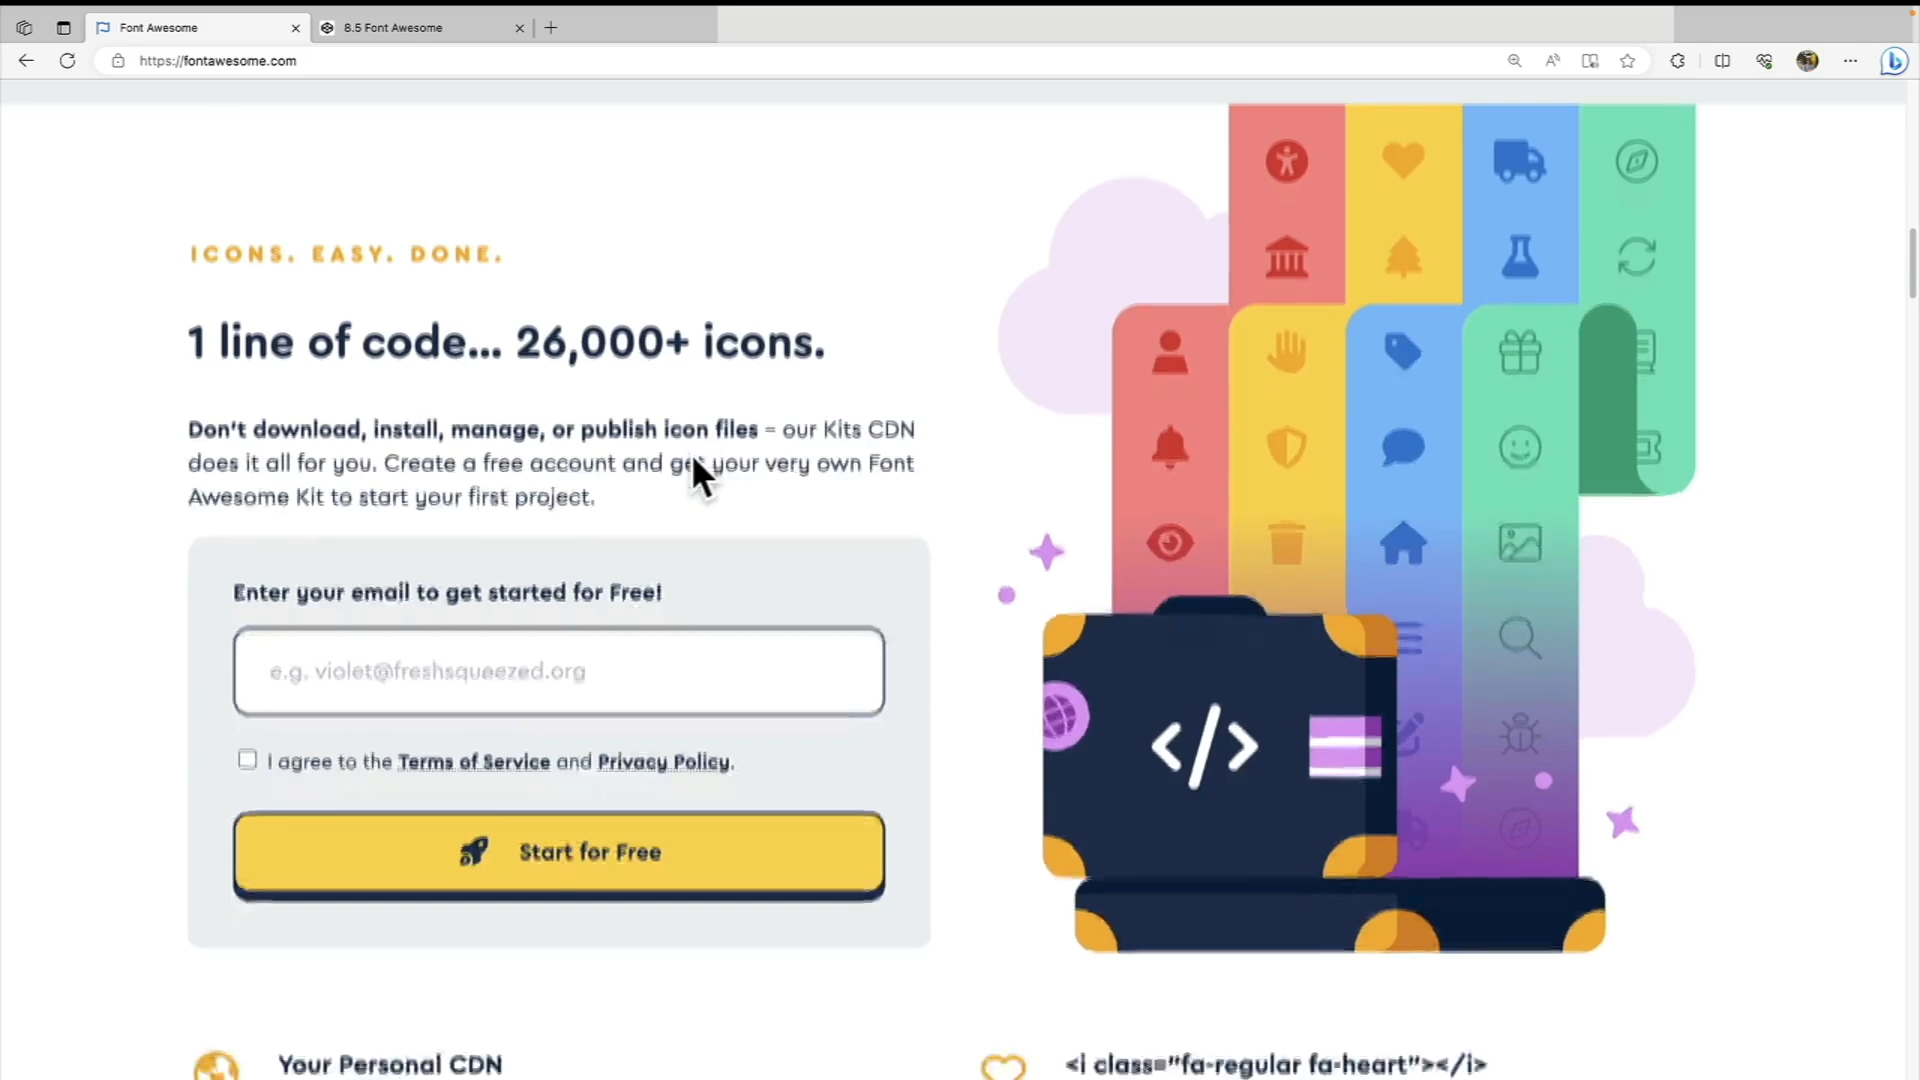 Font Awesome
8.5 Font Awesome
https://fontawesome.com
ICONS. EASY. DONE.
1 line of code... 26,000+ icons.
Don't download, install, manage, or publish icon files – our Kits CDN
does it all for you. Create a free account and get your very own Font
Awesome Kit to start your first project.
Enter your email to get started for Free!
e.g. violet@freshsqueezed.org
I agree to the Terms of Service and Privacy Policy.
</>
Start for Free
Your Personal CDN
<i class="fa-regular fa-heart"></i>